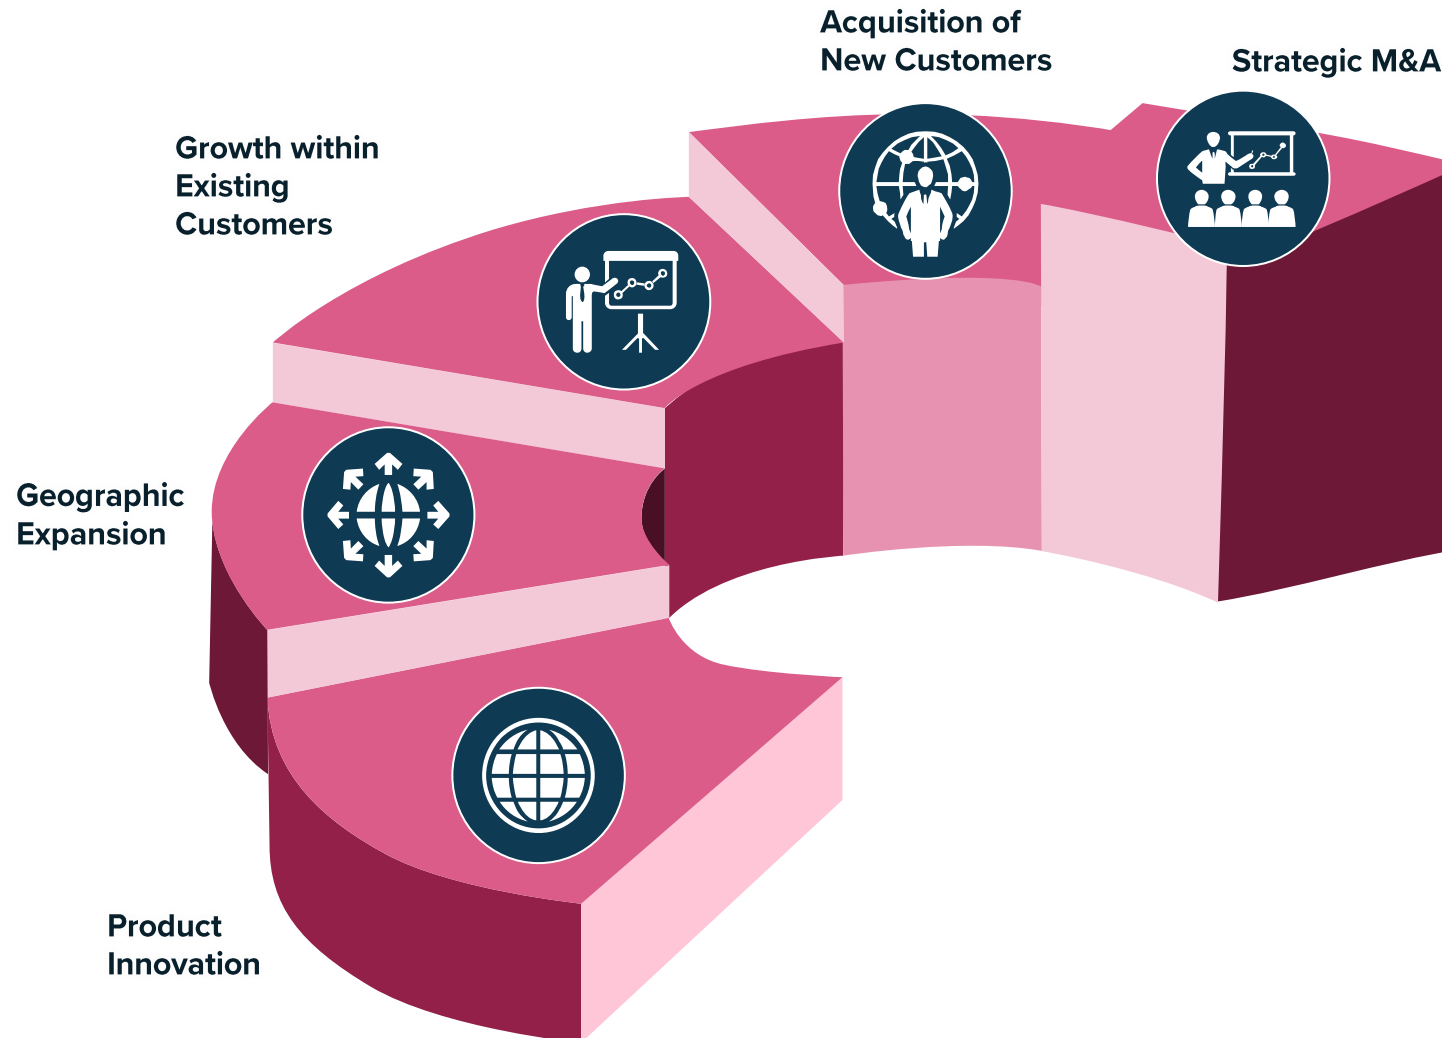 Acquisition of
New Customers
Strategic M&A
Growth within
Existing
Customers
Geographic
Expansion
Product
Innovation